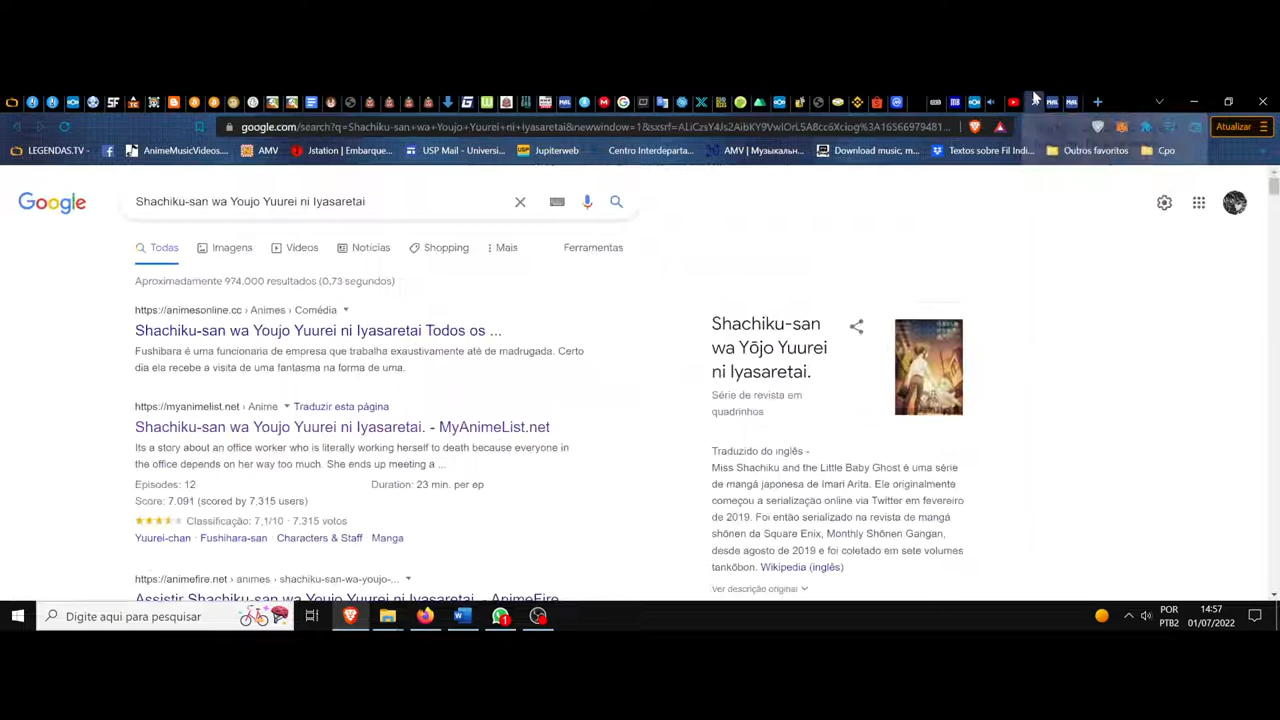 google.com/search?q=Shachiku-san+wa+Youjo+Yuurei+ni+Iyasaretai&newwindow=1&sxsrf=ALiCzsY4Js2AibKY9VwIOrL5A8cc6Xciog%3A16566979481...
Atualizar
LEGENDAS.TV -
Facebook
AnimeMusicVideos...
AMV
Jstation | Embarque...
USP Mail - Universi...
Jupiterweb
Centro Interdeparta...
AMV | Музыкальн...
Download music, m...
Textos sobre Fil Indi...
Outros favoritos
Cpo
Google
Shachiku-san wa Youjo Yuurei ni Iyasaretai
Todas
Imagens
Vídeos
Notícias
Shopping
Mais
Ferramentas
Aproximadamente 974.000 resultados (0,73 segundos)
https://animesonline.cc › Animes › Comédia
Shachiku-san wa Youjo Yuurei ni Iyasaretai Todos os ...
Fushibara é uma funcionaria de empresa que trabalha exaustivamente até de madrugada. Certo
dia ela recebe a visita de uma fantasma na forma de uma.
https://myanimelist.net › Anime
Traduzir esta página
Shachiku-san wa Youjo Yuurei ni Iyasaretai. - MyAnimeList.net
Its a story about an office worker who is literally working herself to death because everyone in
the office depends on her way too much. She ends up meeting a ...
Episodes: 12
Duration: 23 min. per ep
Score: 7.091 (scored by 7,315 users)
Classificação: 7,1/10 · 7.315 votos
Yuurei-chan · Fushihara-san · Characters & Staff · Manga
https://animefire.net › animes › shachiku-san-wa-youjo-...
Assistir Shachiku-san wa Youjo Yuurei ni Iyasaretai. - AnimeFire
Shachiku-san
wa Yōjo Yuurei
ni Iyasaretai.
Série de revista em
quadrinhos
Traduzido do inglês -
Miss Shachiku and the Little Baby Ghost é uma série
de mangá japonesa de Imari Arita. Ele originalmente
começou a serialização online via Twitter em fevereiro
de 2019. Foi então serializado na revista de mangá
shōnen da Square Enix, Monthly Shōnen Gangan,
desde agosto de 2019 e foi coletado em sete volumes
tankōbon. Wikipedia (inglês)
Ver descrição original
Digite aqui para pesquisar
POR
PTB2
14:57
01/07/2022